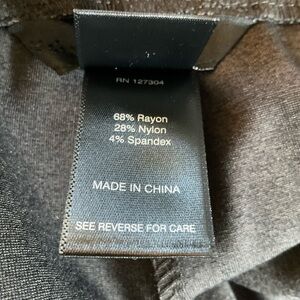 RN 127304
68% Rayon
28% Nylon
4% Spandex
MADE IN CHINA
SEE REVERSE FOR CARE